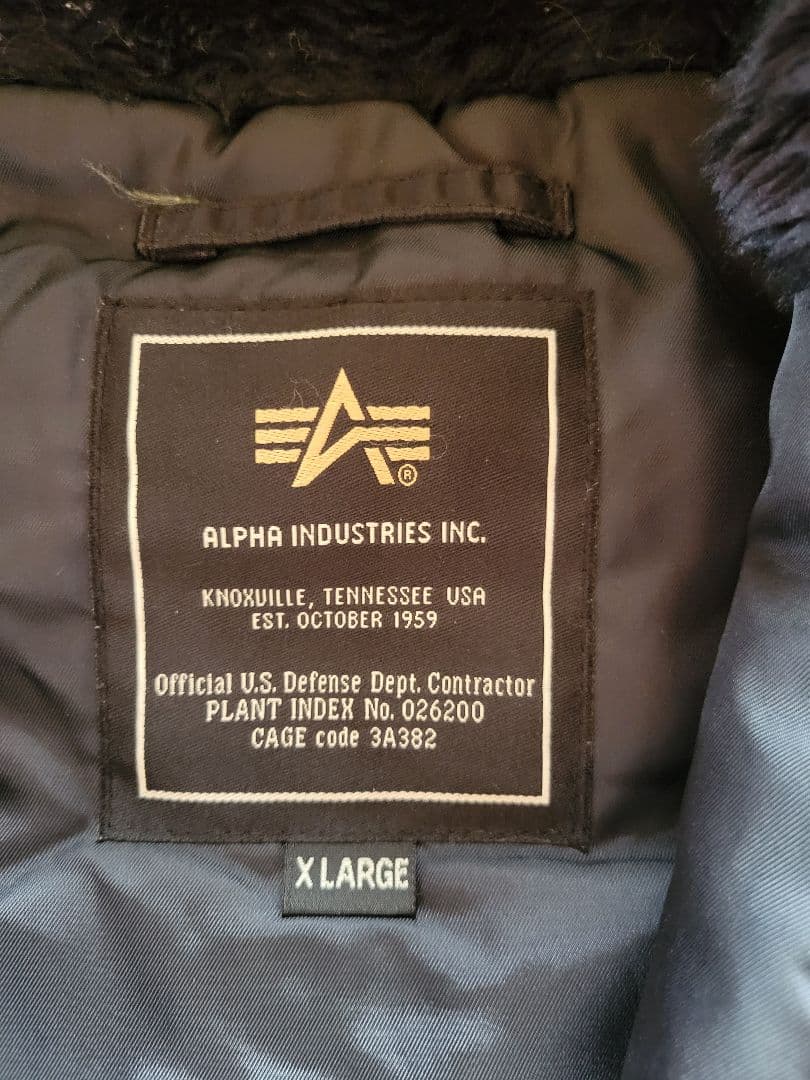 ®
ALPHA INDUSTRIES INC.
KNOXVILLE, TENNESSEE USA
EST. OCTOBER 1959
Official U.S. Defense Dept. Contractor
PLANT INDEX No. 026200
CAGE code 3A382
X LARGE